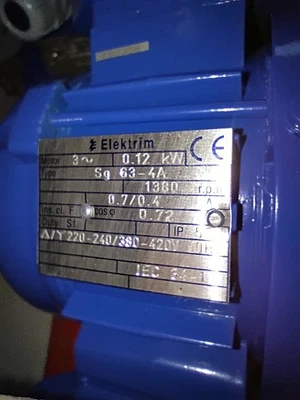 Elektrim
Motor 3~ 0.12 kW CE
Type Sg 63-4A
1380 r.p.m
0.7/0.4 A
Ins.cl. F cosφ 0.72
Duty S1 IP
Δ/Y 220-240/380-420V
IEC 34-1